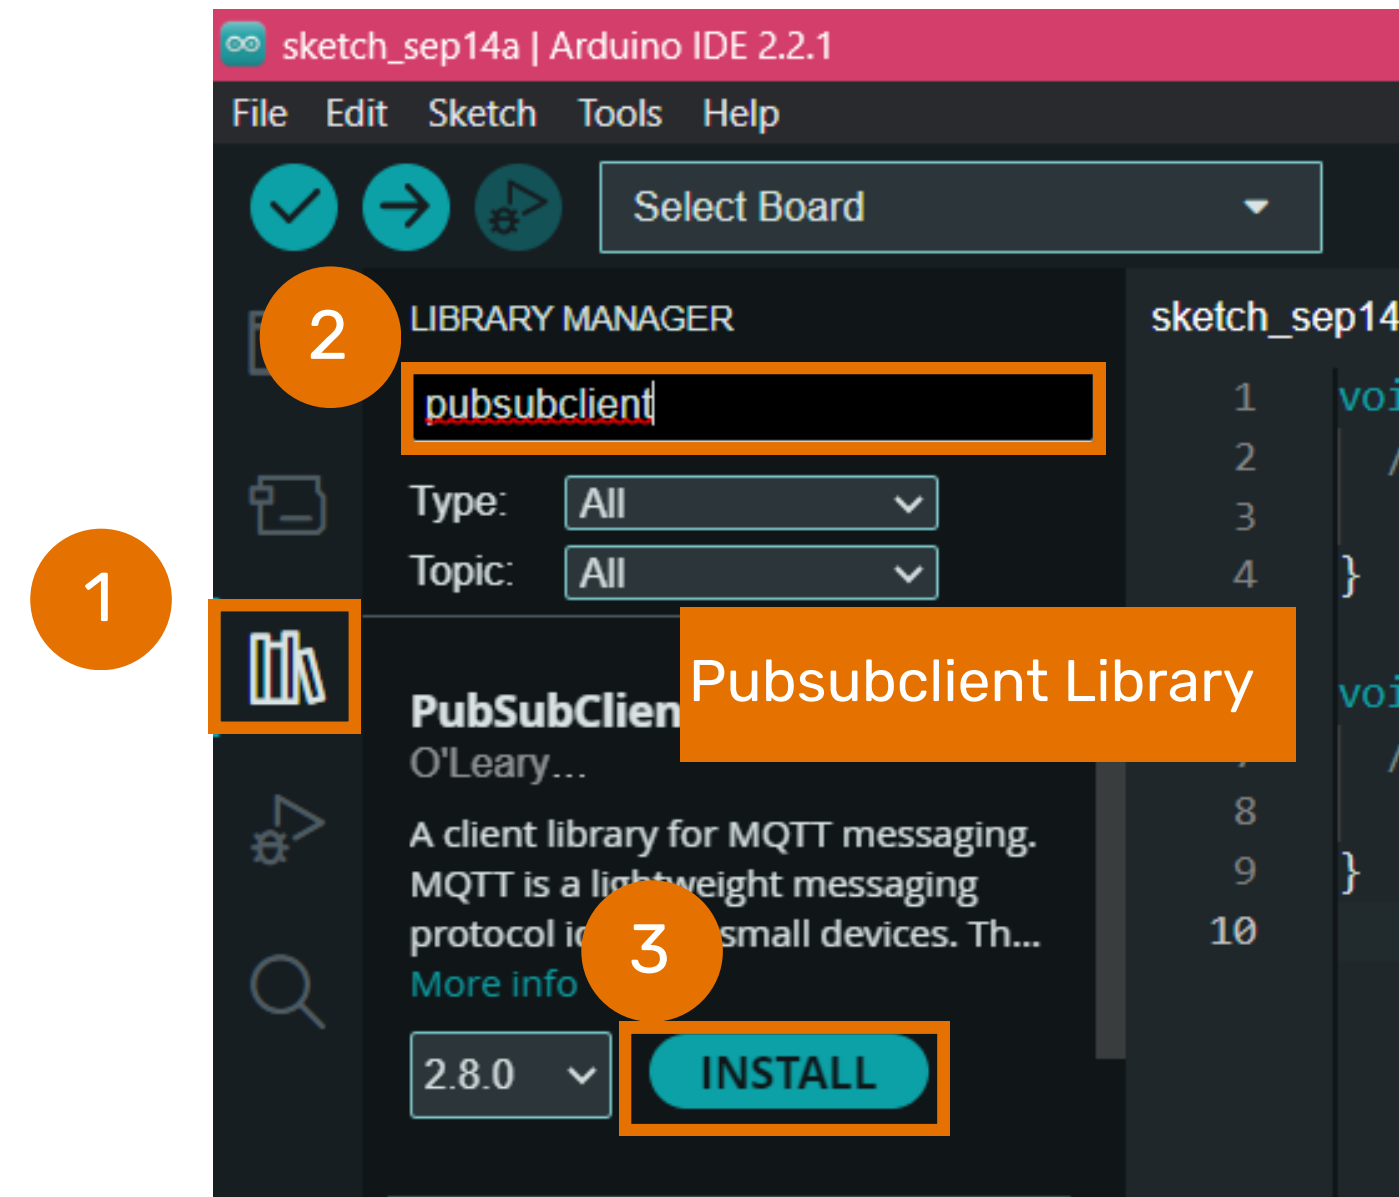 sketch_sep14a | Arduino IDE 2.2.1
File Edit Sketch Tools Help
Select Board
2
LIBRARY MANAGER
sketch_sep14
pubsubclient
Type: All
Topic: All
1
Pubsubclient Library
PubSubClien
O'Leary...
A client library for MQTT messaging.
MQTT is a lightweight messaging
protocol small devices. Th...
More info
3
2.8.0
INSTALL
1 voi
2 /
3
4 }
voi
/
8
9 }
10